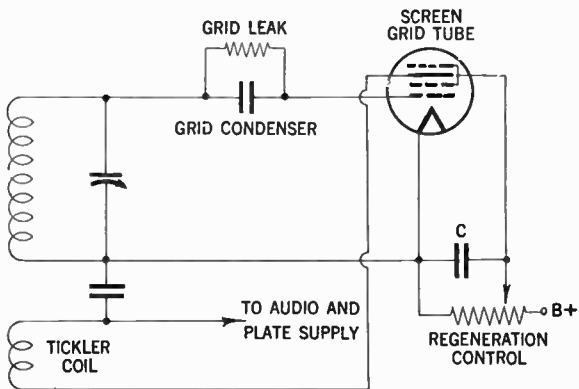 SCREEN
GRID TUBE
GRID LEAK
GRID CONDENSER
C
B+
TO AUDIO AND
PLATE SUPPLY
TICKLER
COIL
REGENERATION
CONTROL